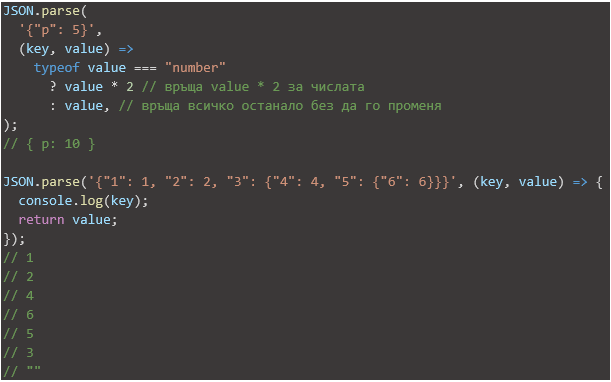 JSON.parse(
  '{"p": 5}',
  (key, value) =>
    typeof value === "number"
      ? value * 2 // връща value * 2 за числата
      : value, // връща всичко останало без да го променя
);
// { p: 10 }

JSON.parse('{"1": 1, "2": 2, "3": {"4": 4, "5": {"6": 6}}}', (key, value) => {
  console.log(key);
  return value;
});
// 1
// 2
// 4
// 6
// 5
// 3
// ""